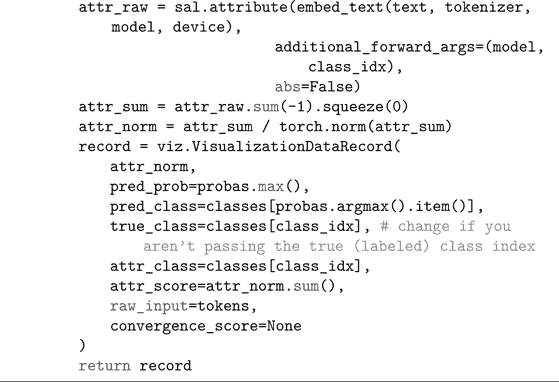 attr_raw = sal.attribute(embed_text(text, tokenizer,
model, device),
additional_forward_args=(model,
class_idx),
abs=False)
attr_sum = attr_raw.sum(-1).squeeze(0)
attr_norm = attr_sum / torch.norm(attr_sum)
record = viz.VisualizationDataRecord(
attr_norm,
pred_prob=probas.max(),
pred_class=classes[probas.argmax().item()],
true_class=classes[class_idx], # change if you
aren't passing the true (labeled) class index
attr_class=classes[class_idx],
attr_score=attr_norm.sum(),
raw_input=tokens,
convergence_score=None
)
return record